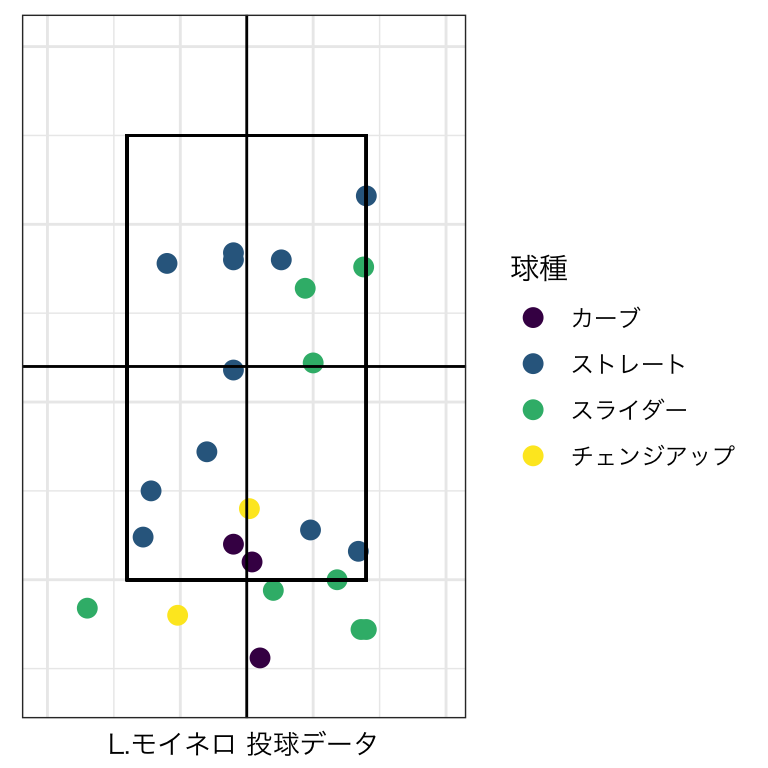 球種
カーブ
ストレート
スライダー
チェンジアップ
L.モイネロ 投球データ